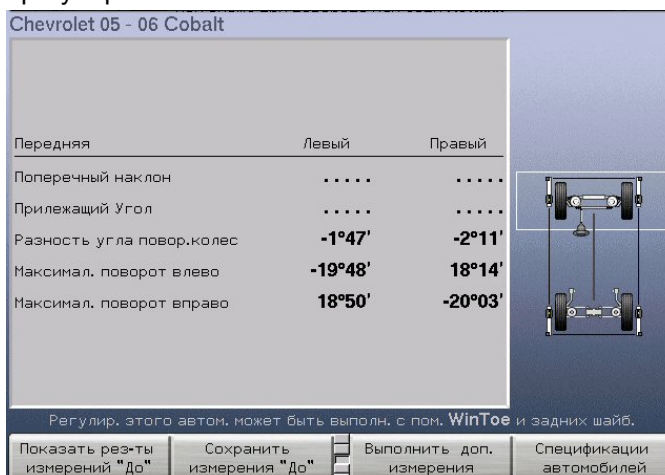 Chevrolet 05 - 06 Cobalt
Передняя Левый Правый
Поперечный наклон ..... .....
Прилежащий Угол ..... .....
Разность угла повор.колес -1°47' -2°11'
Максимал. поворот влево -19°48' 18°14'
Максимал. поворот вправо 18°50' -20°03'
Регулир. этого автом. может быть выполн. с пом. WinToe и задних шайб.
Показать рез-ты измерений "До"
Сохранить измерения "До"
Выполнить доп. измерения
Спецификации автомобилей